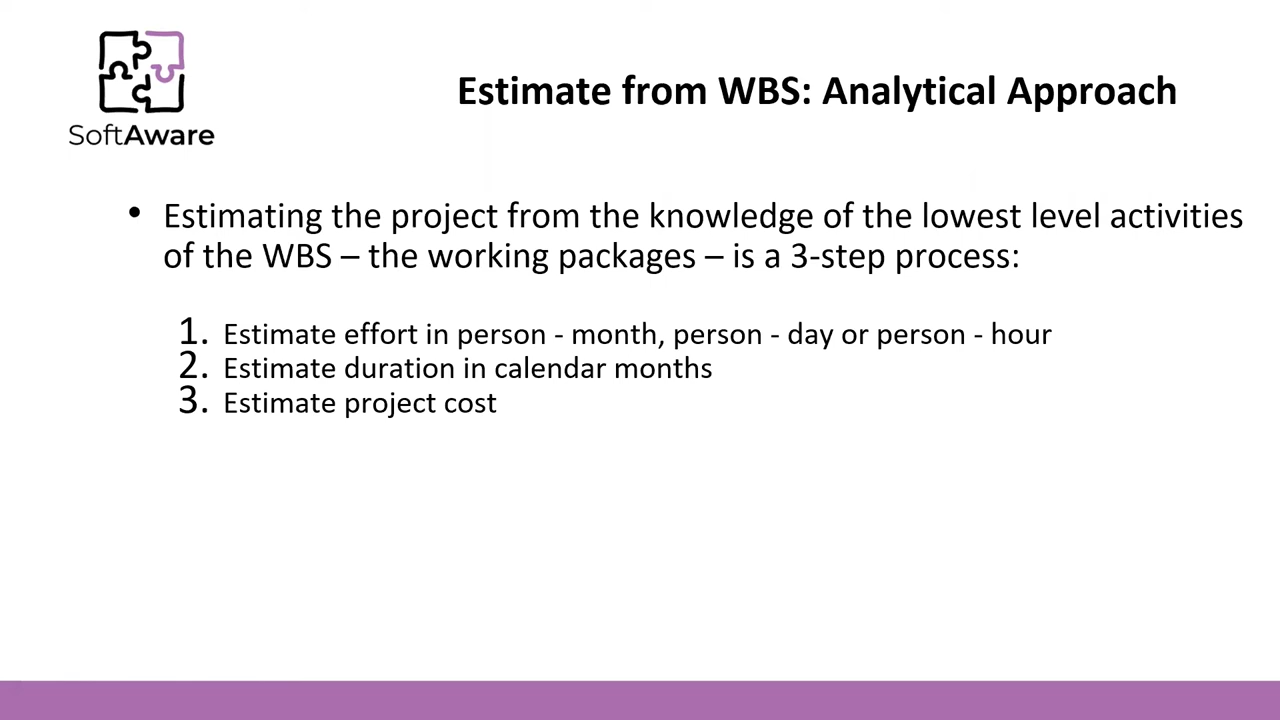 SoftAware
Estimate from WBS: Analytical Approach
• Estimating the project from the knowledge of the lowest level activities
of the WBS – the working packages – is a 3-step process:
1. Estimate effort in person - month, person - day or person - hour
2. Estimate duration in calendar months
3. Estimate project cost